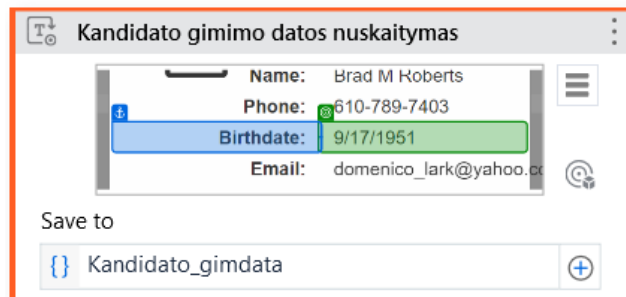 Kandidato gimimo datos nuskaitymas
Name: Brad M Roberts
Phone: 610-789-7403
Birthdate: 9/17/1951
Email: domenico_lark@yahoo.co
Save to
{} Kandidato_gimdata